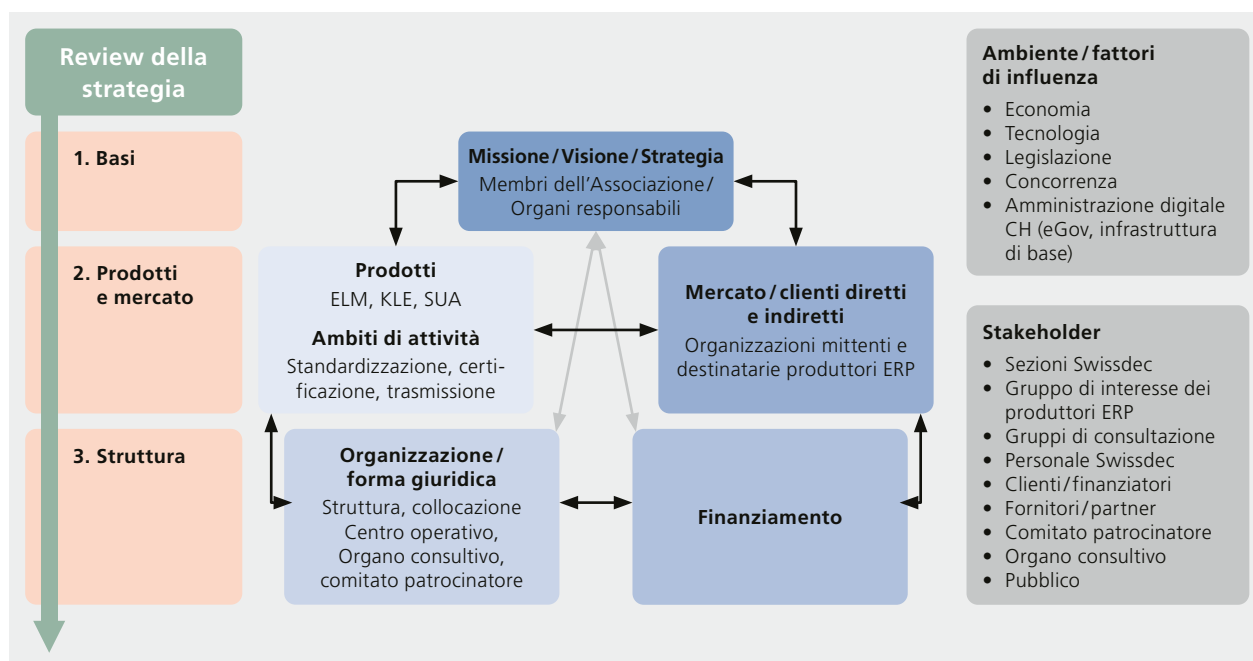 Review della
strategia
1. Basi
2. Prodotti
e mercato
3. Struttura
Missione/Visione/Strategia
Membri dell'Associazione/
Organi responsabili
Prodotti
ELM, KLE, SUA
Ambiti di attività
Standardizzazione, certi-
ficazione, trasmissione
Mercato/clienti diretti
e indiretti
Organizzazioni mittenti e
destinatarie produttori ERP
Organizzazione/
forma giuridica
Struttura, collocazione
Centro operativo,
Organo consultivo,
comitato patrocinatore
Finanziamento
Ambiente/fattori
di influenza
• Economia
• Tecnologia
• Legislazione
• Concorrenza
• Amministrazione digitale
CH (eGov, infrastruttura
di base)
Stakeholder
• Sezioni Swissdec
• Gruppo di interesse dei
produttori ERP
• Gruppi di consultazione
• Personale Swissdec
• Clienti/finanziatori
• Fornitori/partner
• Comitato patrocinatore
• Organo consultivo
• Pubblico